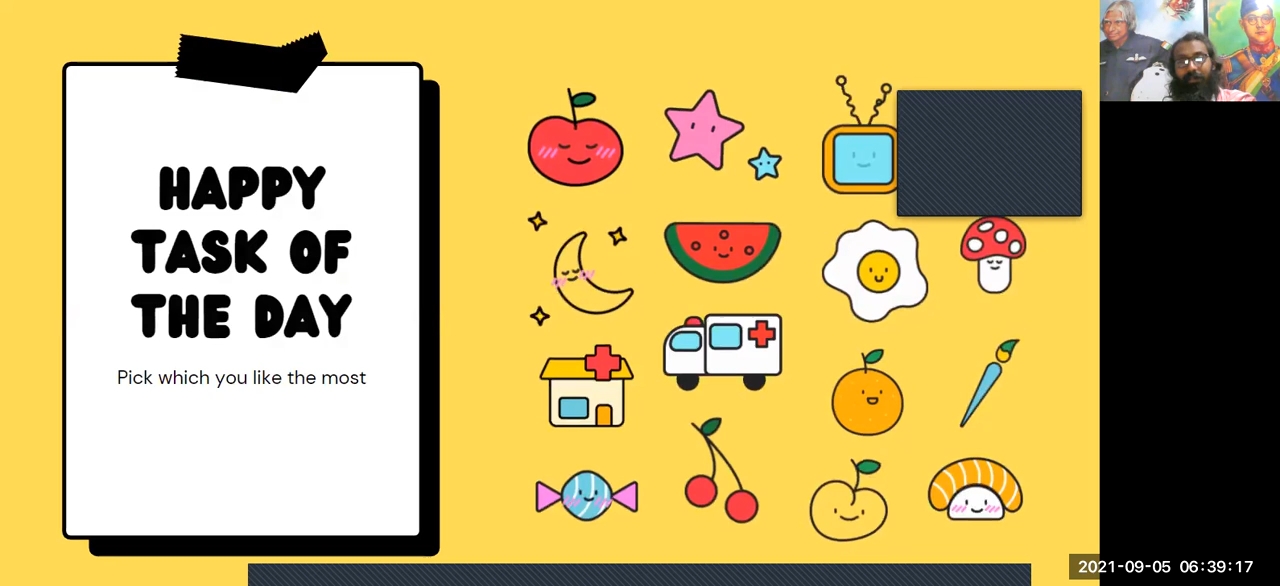 HAPPY
TASK OF
THE DAY
Pick which you like the most
2021-09-05 06:39:17